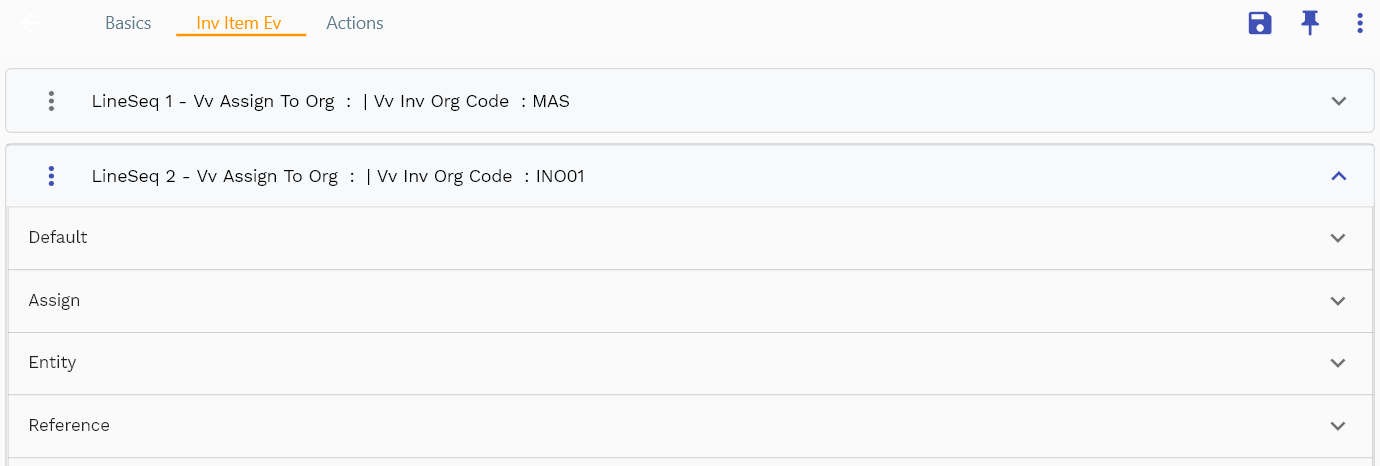 Basics Inv Item Ev Actions
LineSeq 1 - Vv Assign To Org : | Vv Inv Org Code : MAS
LineSeq 2 - Vv Assign To Org : | Vv Inv Org Code : INO01
Default
Assign
Entity
Reference